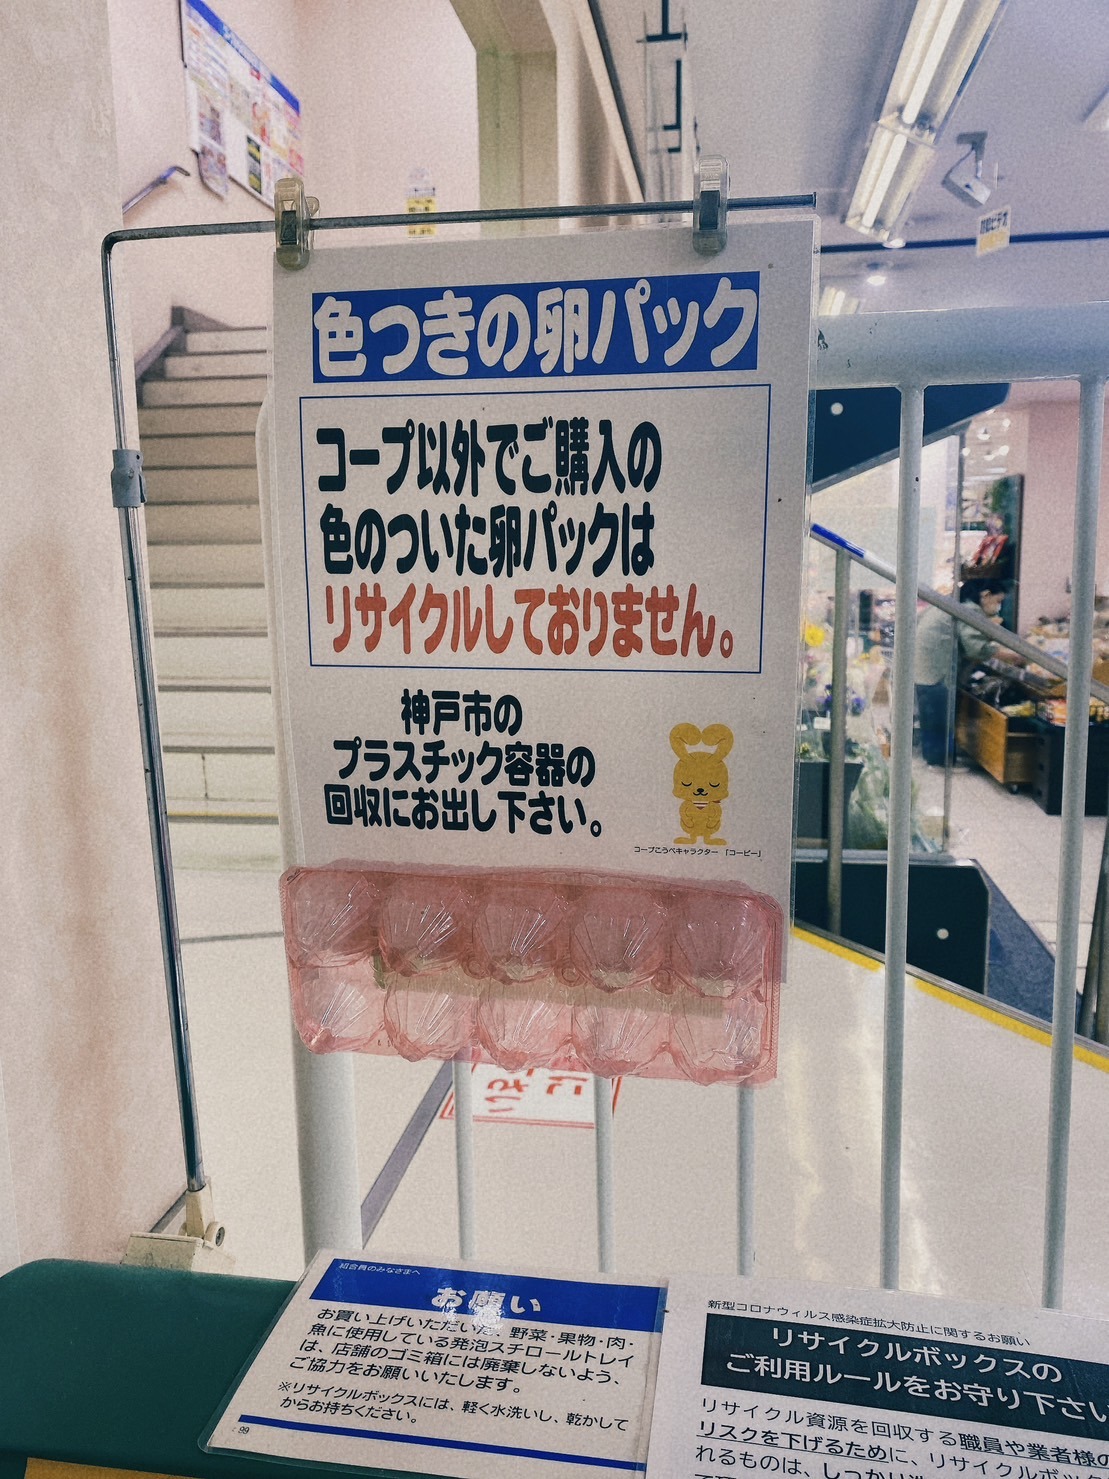 色つきの卵パック
コープ以外でご購入の
色のついた卵パックは
リサイクルしておりません。
神戸市の
プラスチック容器の
回収にお出し下さい。
コープこうべキャラクター「コーピー」
組合員のみなさまへ
お願い
お買い上げいただいた、野菜・果物・肉・
魚に使用している発泡スチロールトレイ
は、店舗のゴミ箱には廃棄しないよう、
ご協力をお願いいたします。
※リサイクルボックスには、軽く水洗いし、乾かして
からお持ちください。
99
新型コロナウィルス感染症拡大防止に関するお願い
リサイクルボックスの
ご利用ルールをお守り下さい
リサイクル資源を回収する職員や業者様の
リスクを下げるために、リサイクルボ
れるものは、しっかり